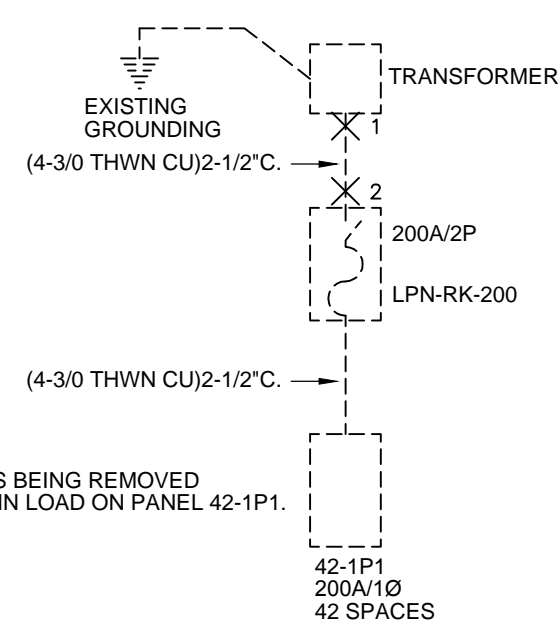 TRANSFORMER
EXISTING
GROUNDING
1
(4-3/0 THWN CU)2-1/2"C.
2
200A/2P
LPN-RK-200
(4-3/0 THWN CU)2-1/2"C.
BEING REMOVED
IN LOAD ON PANEL 42-1P1.
42-1P1
200A/1Ø
42 SPACES